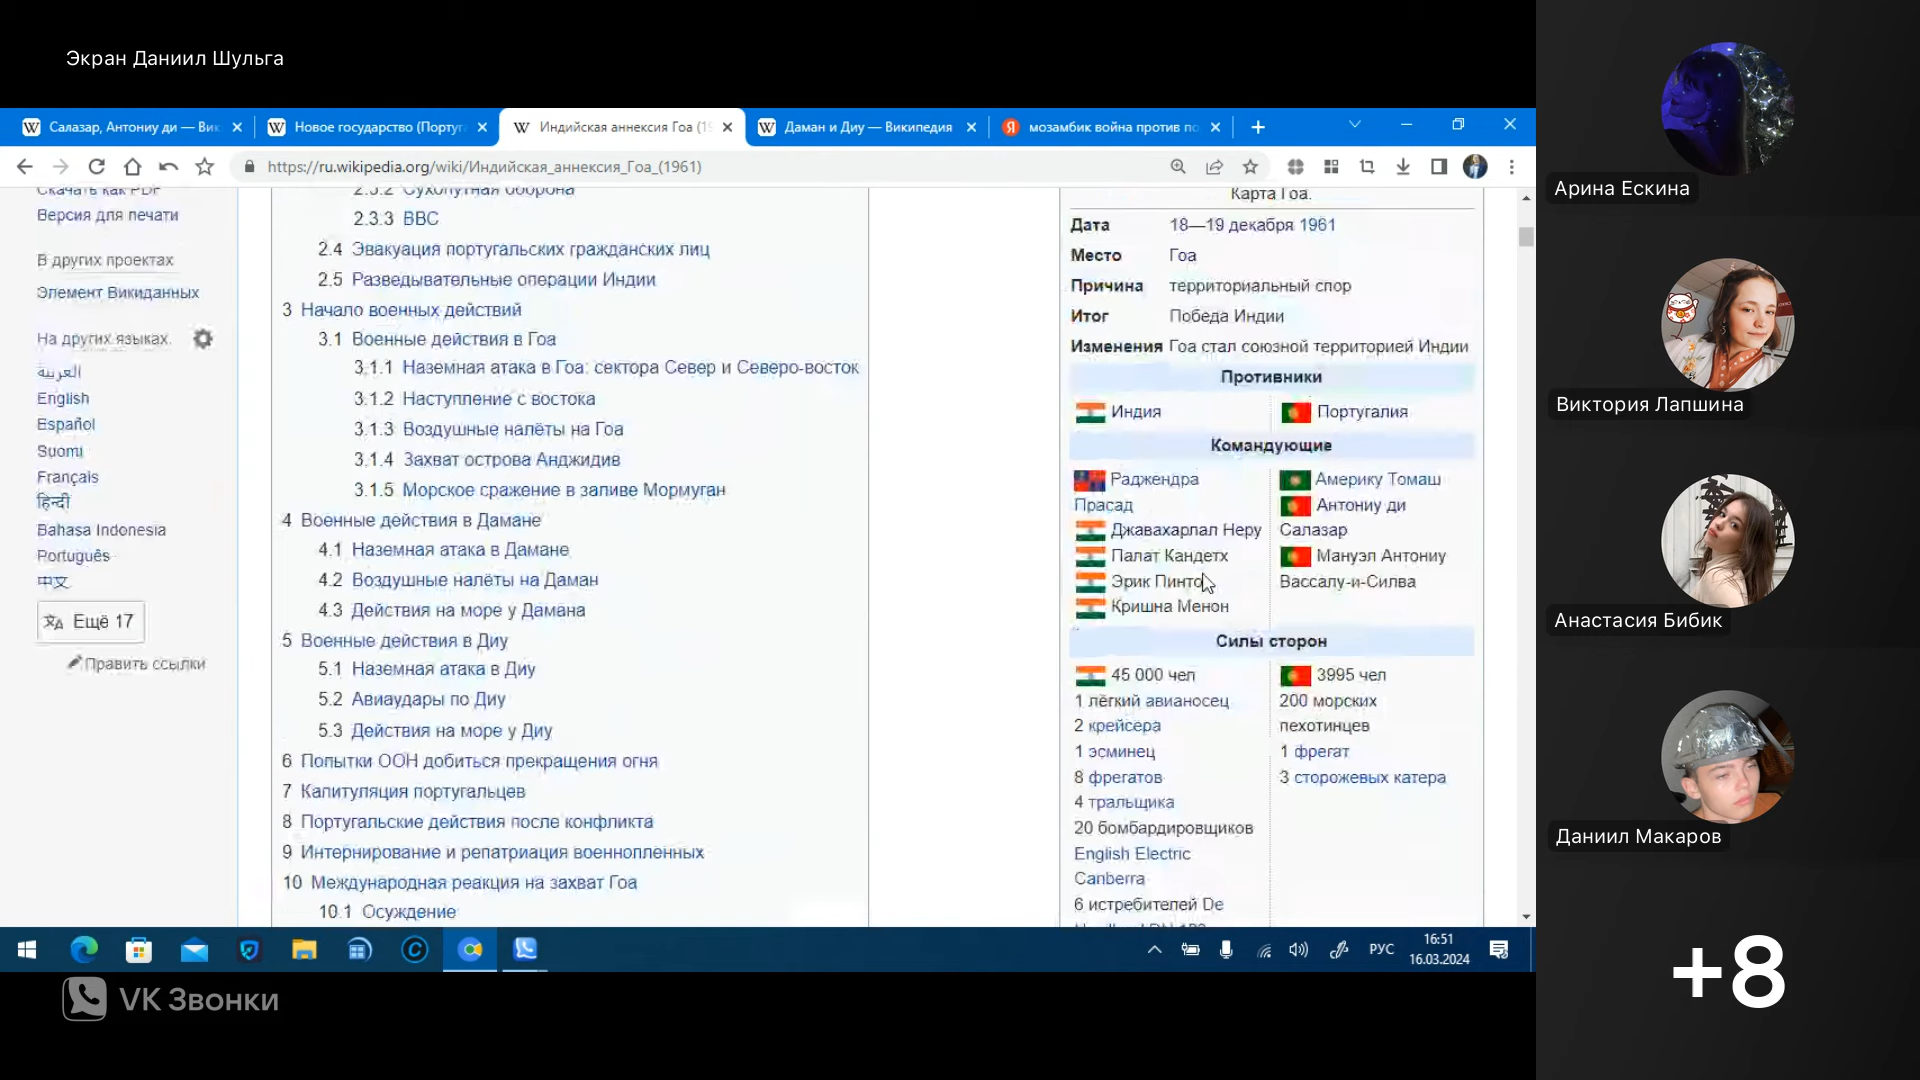 Экран Даниил Шульга
Салазар, Антониу ди — Вик
Новое государство (Португ
Индийская аннексия Гоа (19
Даман и Диу — Википедия
мозамбик война против по
https://ru.wikipedia.org/wiki/Индийская_аннексия_Гоа_(1961)
Скачать как PDF
Версия для печати
В других проектах
Элемент Викиданных
На других языках
العربية
English
Español
Suomi
Français
हिन्दी
Bahasa Indonesia
Português
中文
Ещё 17
Править ссылки
2.3.2 Сухопутная оборона
2.3.3 ВВС
2.4 Эвакуация португальских гражданских лиц
2.5 Разведывательные операции Индии
3 Начало военных действий
3.1 Военные действия в Гоа
3.1.1 Наземная атака в Гоа: сектора Север и Северо-восток
3.1.2 Наступление с востока
3.1.3 Воздушные налёты на Гоа
3.1.4 Захват острова Анджидив
3.1.5 Морское сражение в заливе Мормуган
4 Военные действия в Дамане
4.1 Наземная атака в Дамане
4.2 Воздушные налёты на Даман
4.3 Действия на море у Дамана
5 Военные действия в Диу
5.1 Наземная атака в Диу
5.2 Авиаудары по Диу
5.3 Действия на море у Диу
6 Попытки ООН добиться прекращения огня
7 Капитуляция португальцев
8 Португальские действия после конфликта
9 Интернирование и репатриация военнопленных
10 Международная реакция на захват Гоа
10.1 Осуждение
Карта Гоа.
Дата 18—19 декабря 1961
Место Гоа
Причина территориальный спор
Итог Победа Индии
Изменения Гоа стал союзной территорией Индии
Противники
Индия
Португалия
Командующие
Раджендра
Прасад
Джавахарлал Неру
Палат Кандетх
Эрик Пинто
Кришна Менон
Америку Томаш
Антониу ди
Салазар
Мануэл Антониу
Вассалу-и-Силва
Силы сторон
45 000 чел
1 лёгкий авианосец
2 крейсера
1 эсминец
8 фрегатов
4 тральщика
20 бомбардировщиков
English Electric
Canberra
6 истребителей De
3995 чел
200 морских
пехотинцев
1 фрегат
3 сторожевых катера
РУС
16:51
16.03.2024
VK Звонки
Арина Ескина
Виктория Лапшина
Анастасия Бибик
Даниил Макаров
+8